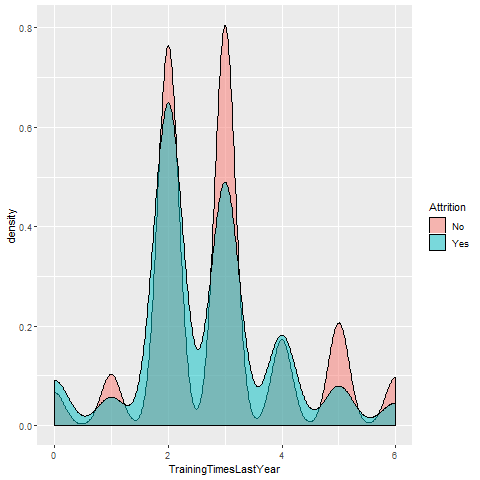 0.8
0.6
0.4
0.2
0.0
density
0 2 4 6
TrainingTimesLastYear
Attrition
No
Yes